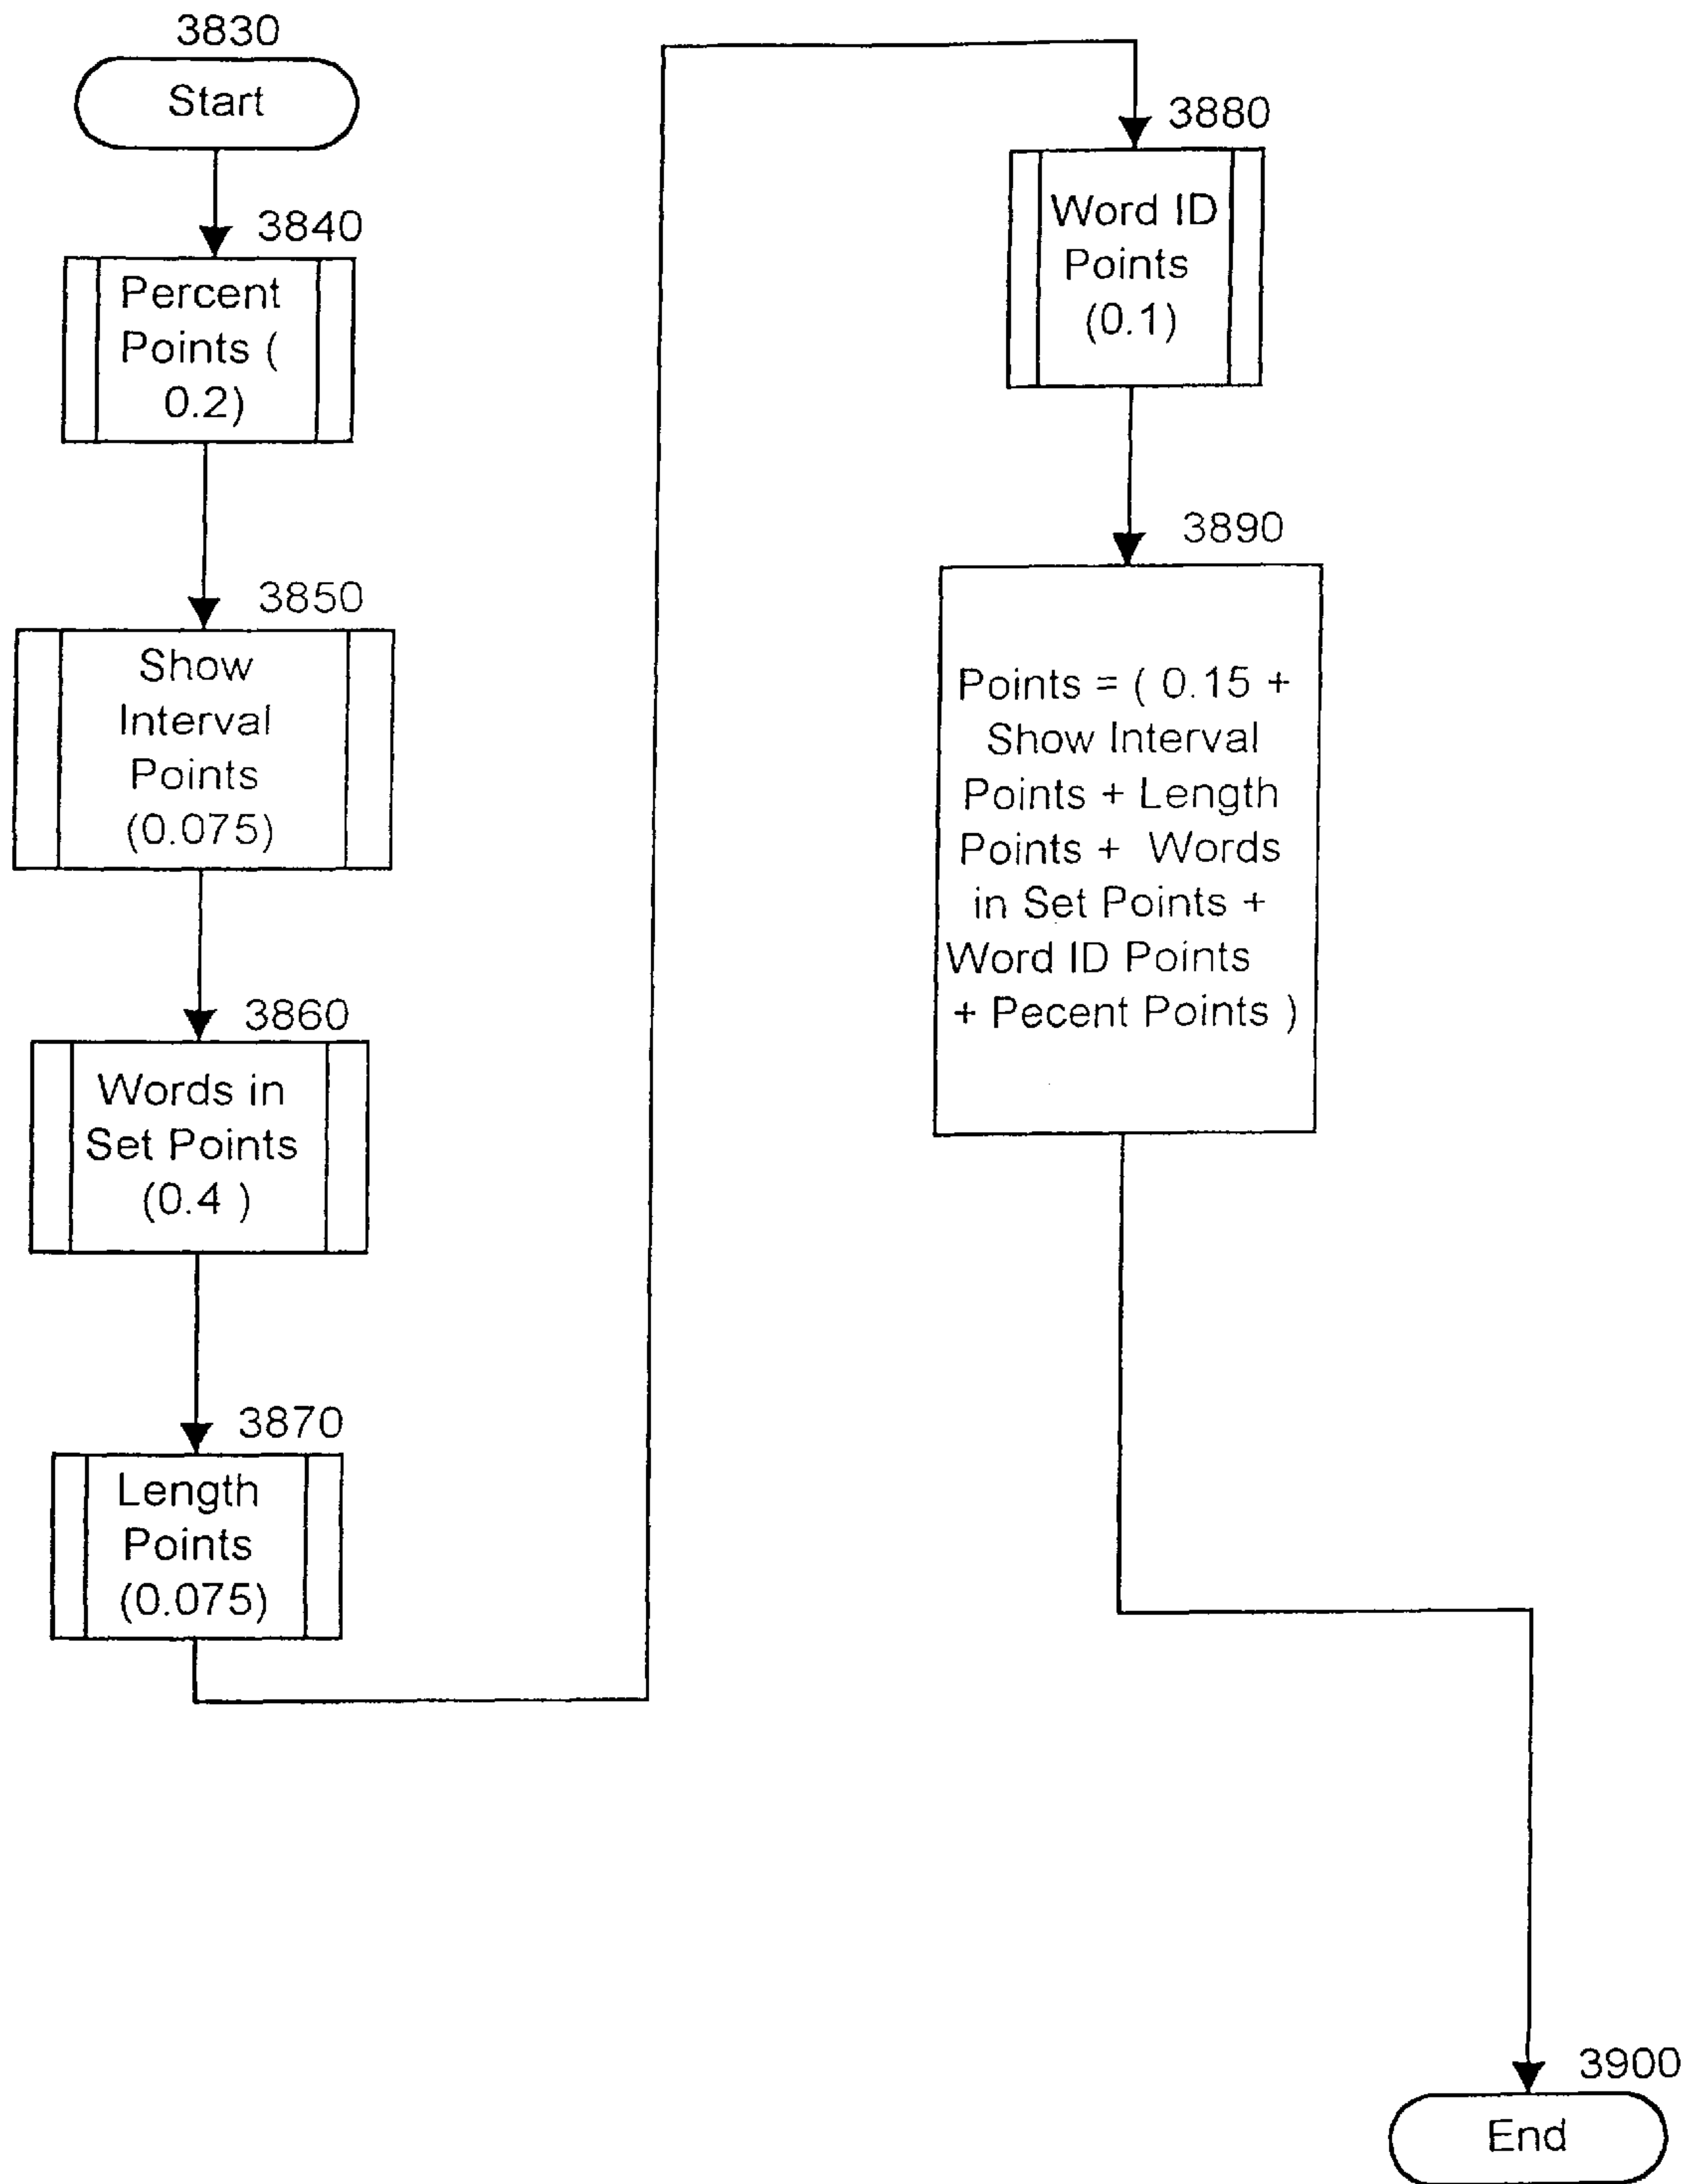 3830
Start
3840
Percent
Points (
0.2)
3850
Show
Interval
Points
(0.075)
3860
Words in
Set Points
(0.4 )
3870
Length
Points
(0.075)
3880
Word ID
Points
(0.1)
3890
Points = ( 0.15 +
Show Interval
Points + Length
Points + Words
in Set Points +
Word ID Points
+ Pecent Points )
3900
End